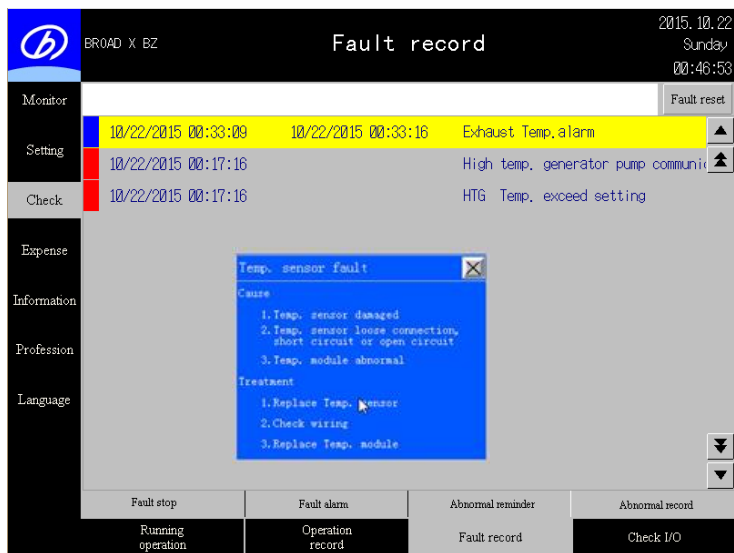 2015.10.22
BROAD X BZ
Fault record
Sunday
00:46:53
Monitor
Fault reset
10/22/2015 00:33:09 10/22/2015 00:33:16 Exhaust Temp.alarm
Setting
10/22/2015 00:17:16 High temp. generator pump
Check
10/22/2015 00:17:16 HTG Temp. exceed setting
Expense
Information
Profession
Language
Temp. sensor fault
Cause
1.Temp. sensor damaged
2.Temp. sensor loose connection,
short circuit or open circuit
3.Temp. module abnormal
Treatment
1.Replace Temp. sensor
2.Check wiring
3.Replace Temp. module
Fault stop
Fault alarm
Abnormal reminder
Abnormal record
Running
operation
Operation
record
Fault record
Check I/O